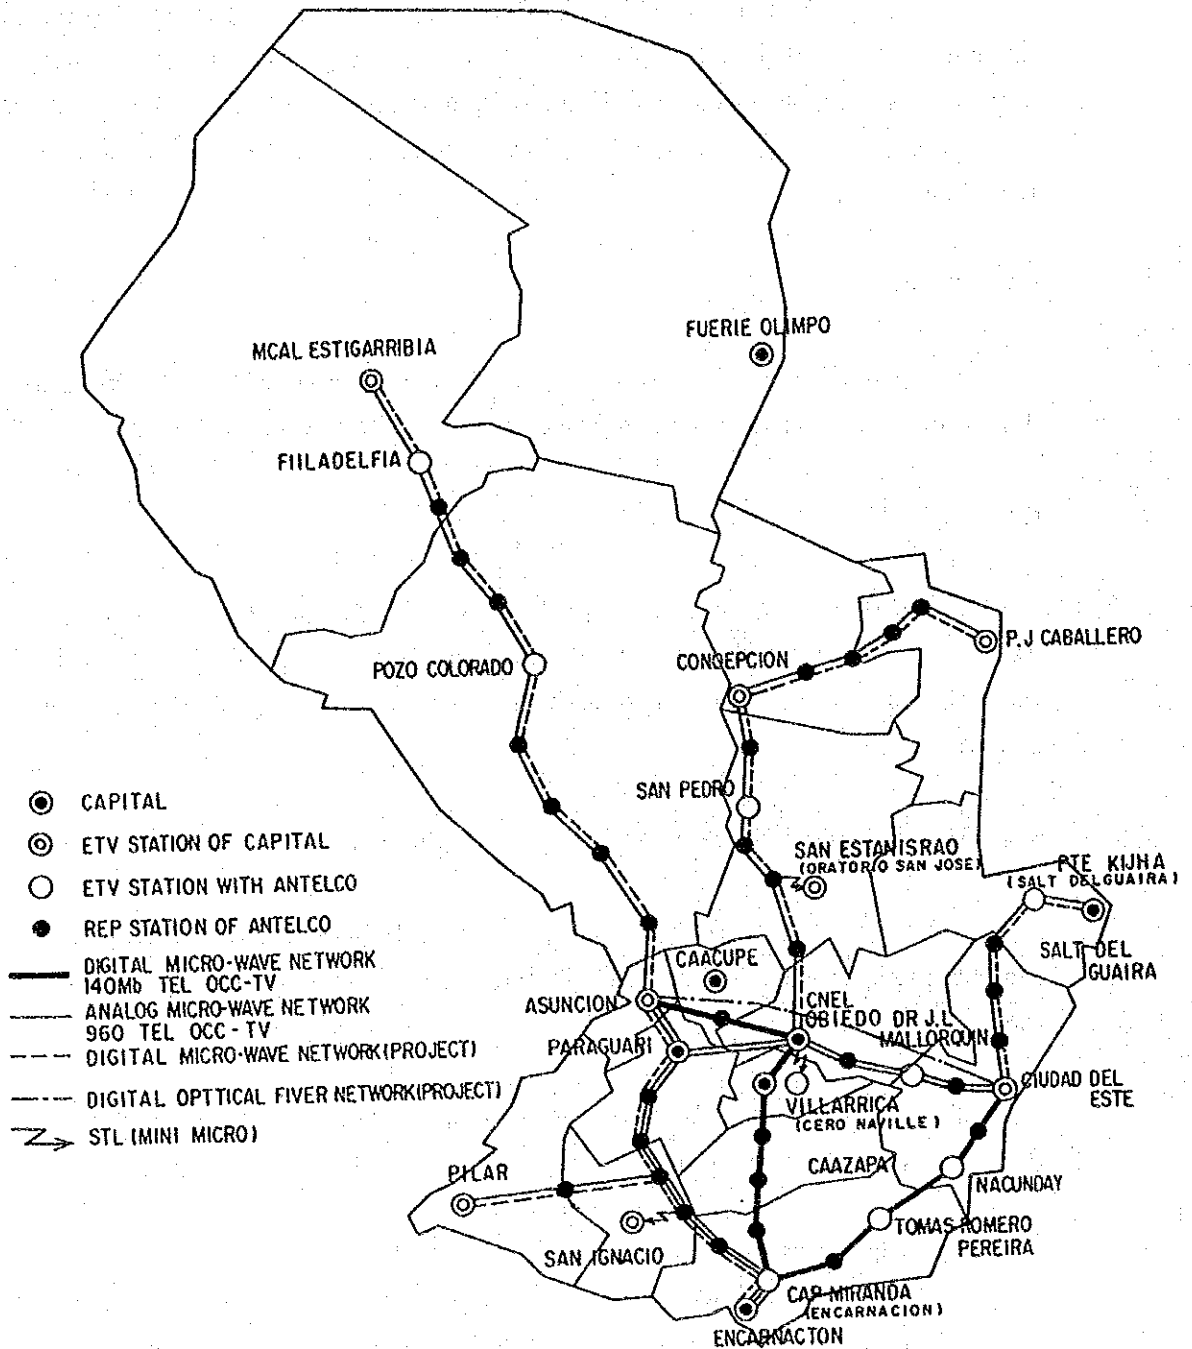 FUERIE OLIMPO
MCAL ESTIGARRIBIA
FIILADELFIA
P.J CABALLERO
CONCEPCION
POZO COLORADO
SAN PEDRO
CAPITAL
ETV STATION OF CAPITAL
ETV STATION WITH ANTELCO
REP STATION OF ANTELCO
DIGITAL MICRO-WAVE NETWORK
140Mb TEL OCC-TV
ANALOG MICRO-WAVE NETWORK
960 TEL OCC-TV
DIGITAL MICRO-WAVE NETWORK(PROJECT)
DIGITAL OPTTICAL FIVER NETWORK(PROJECT)
STL (MINI MICRO)
SAN ESTANISRAO
(ORATORIO SAN JOSE)
PTE KIJHA
(SALT DELGUAIRA)
SALT DEL
GUAIRA
CAACUPE
ASUNCION
CNEL
OBIEDO DR J.L
MALLORQUIN
PARAGUARI
CIUDAD DEL
ESTE
VILLARRICA
(CERO NAVILLE)
CAAZAPA
PILAR
NACUNDAY
TOMAS ROMERO
PEREIRA
SAN IGNACIO
CAP MIRANDA
(ENCARNACION)
ENCARNACTON